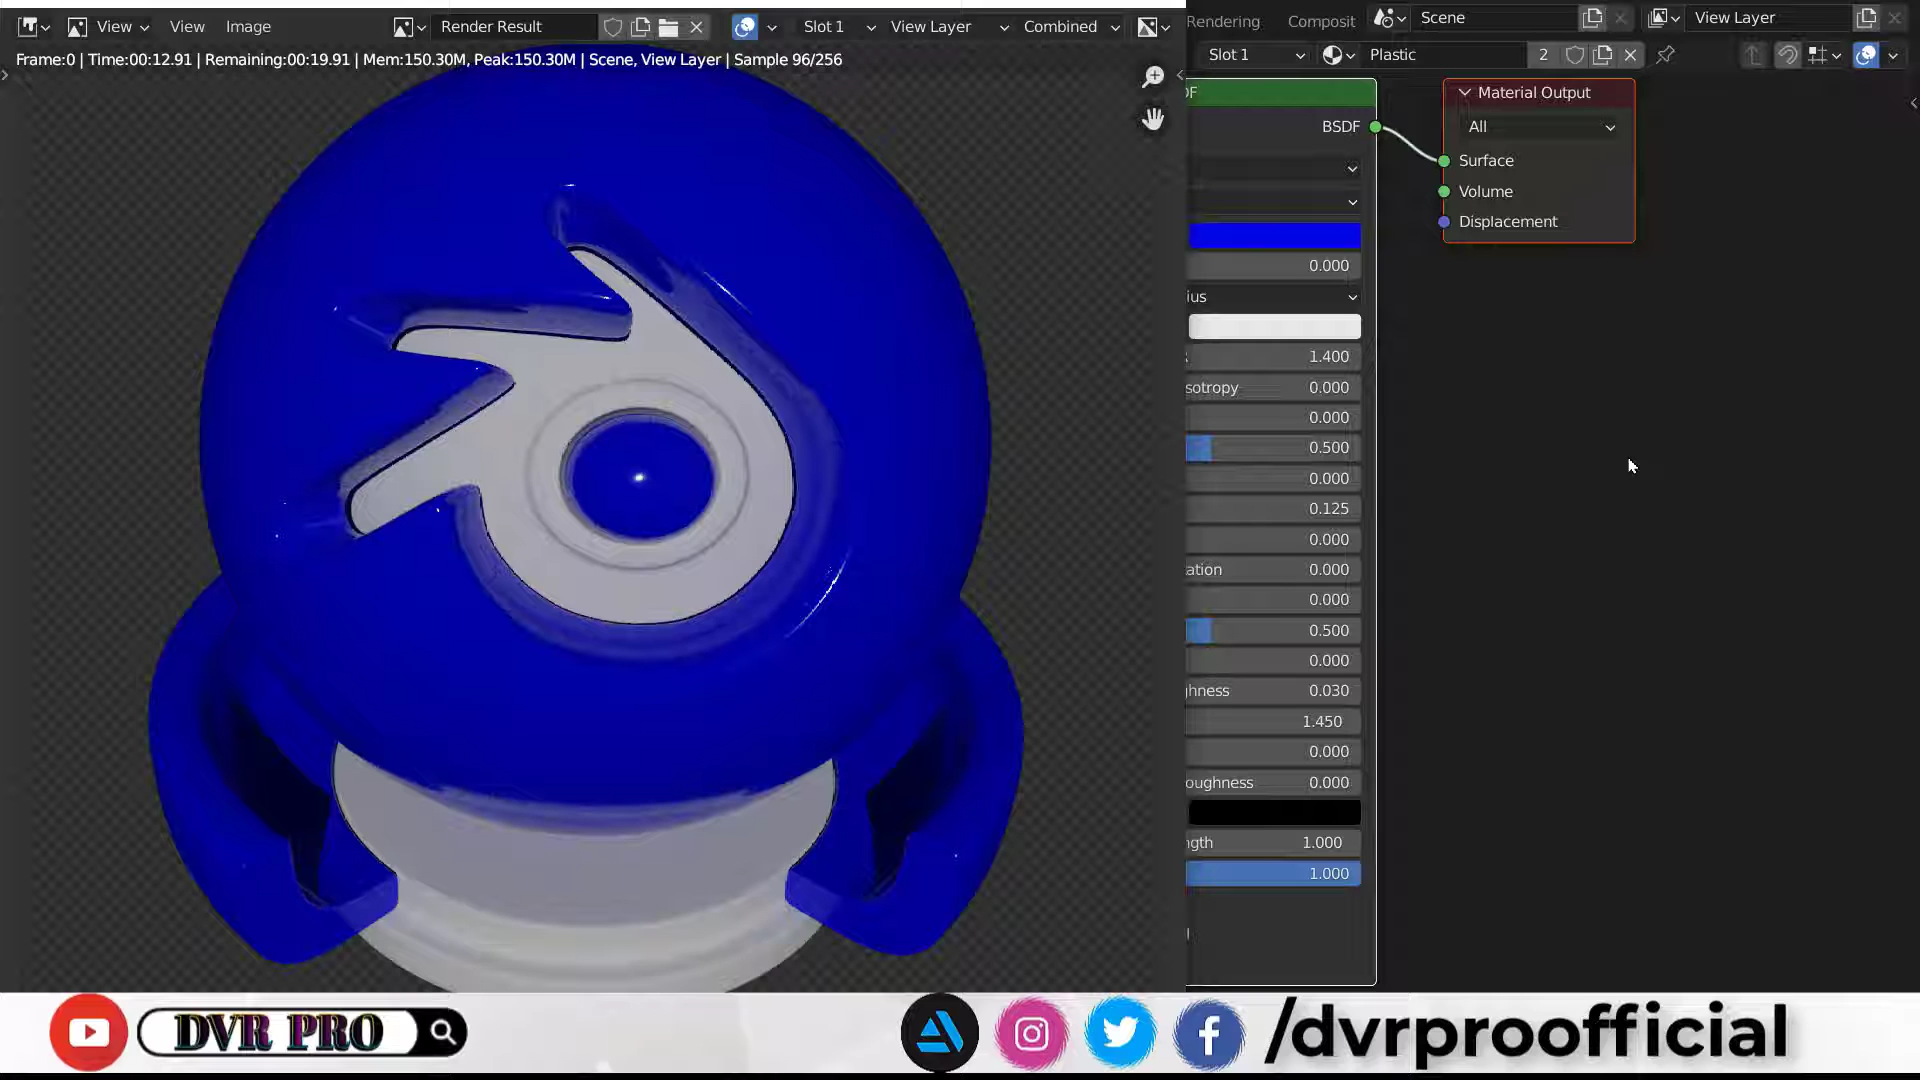 View View Image Render Result Slot 1 View Layer Combined
Frame:0 | Time:00:12.91 | Remaining:00:19.91 | Mem:150.30M, Peak:150.30M | Scene, View Layer | Sample 96/256
Rendering Composit Scene View Layer
Slot 1 Plastic 2
DF
BSDF
0.000
ius
1.400
sotropy 0.000
0.000
0.500
0.000
0.125
0.000
ation 0.000
0.000
0.500
0.000
ghness 0.030
1.450
0.000
oughness 0.000
ngth 1.000
1.000
Material Output
All
Surface
Volume
Displacement
DVR PRO
/dvrproofficial